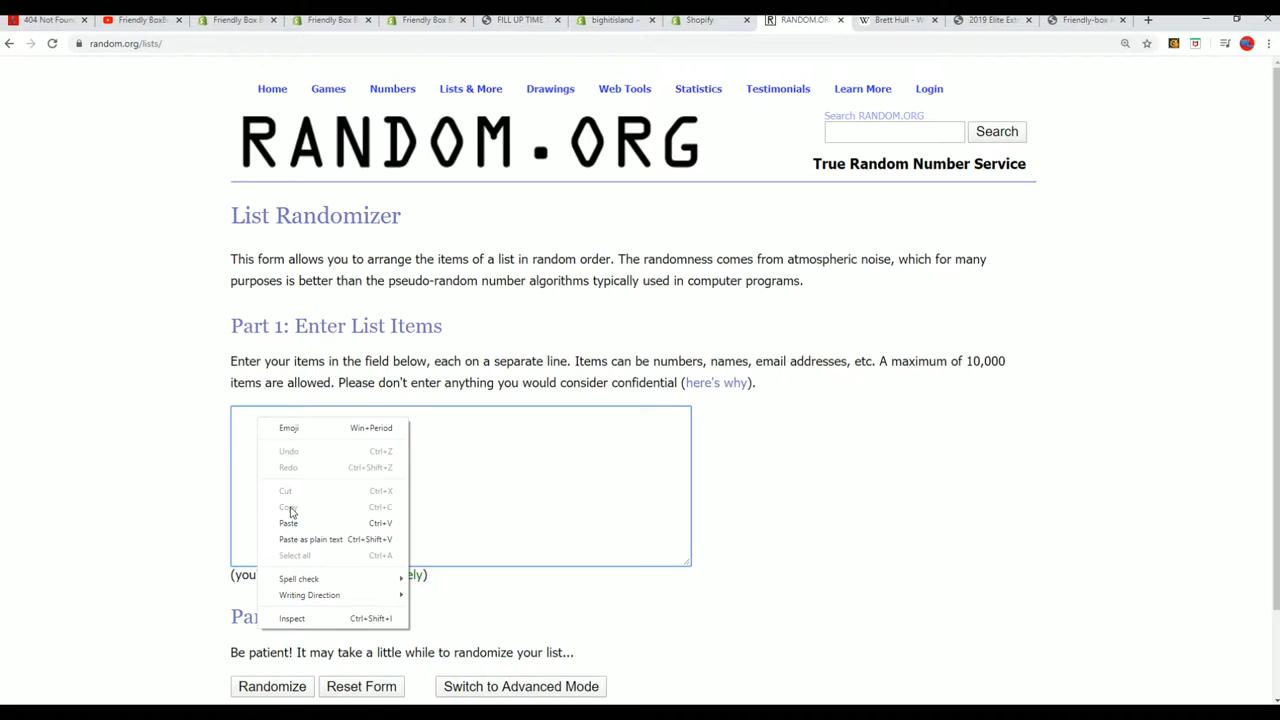 404 Not Foun
Friendly BoxB
Friendly Box B
Friendly Box B
Friendly Box B
FILL UP TIME
bighitisland -
Shopify
RANDOM.OR
Brett Hull - W
2019 Elite Ext
Friendly-box A
random.org/lists/
Home Games Numbers Lists & More Drawings Web Tools Statistics Testimonials Learn More Login
Search RANDOM.ORG
RANDOM.ORG
Search
True Random Number Service
List Randomizer
This form allows you to arrange the items of a list in random order. The randomness comes from atmospheric noise, which for many
purposes is better than the pseudo-random number algorithms typically used in computer programs.
Part 1: Enter List Items
Enter your items in the field below, each on a separate line. Items can be numbers, names, email addresses, etc. A maximum of 10,000
items are allowed. Please don't enter anything you would consider confidential (here's why).
Emoji Win+Period
Undo Ctrl+Z
Redo Ctrl+Shift+Z
Cut Ctrl+X
Copy Ctrl+C
Paste Ctrl+V
Paste as plain text Ctrl+Shift+V
Select all Ctrl+A
Spell check
Writing Direction
Inspect Ctrl+Shift+I
(you ely)
Par
Be patient! It may take a little while to randomize your list...
Randomize Reset Form Switch to Advanced Mode